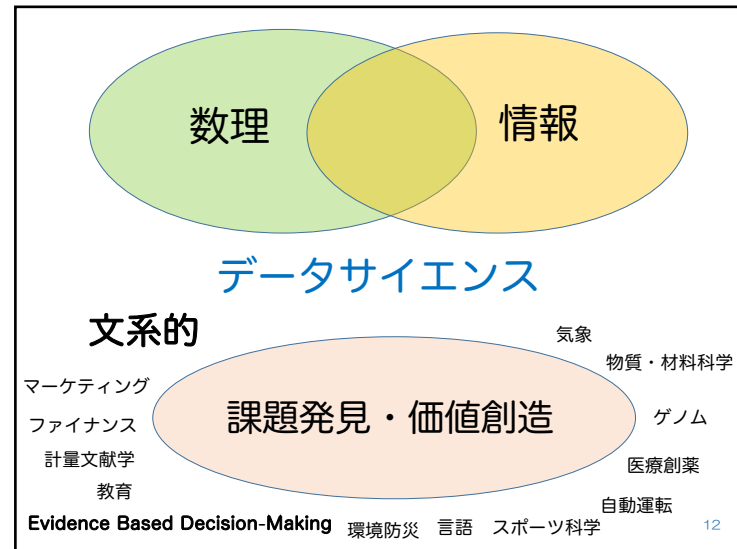 数理
情報
データサイエンス
文系的
気象
物質・材料科学
マーケティング
課題発見・価値創造
ファイナンス
ゲノム
計量文献学
医療創薬
教育
自動運転
Evidence Based Decision-Making
環境防災
言語
スポーツ科学
12